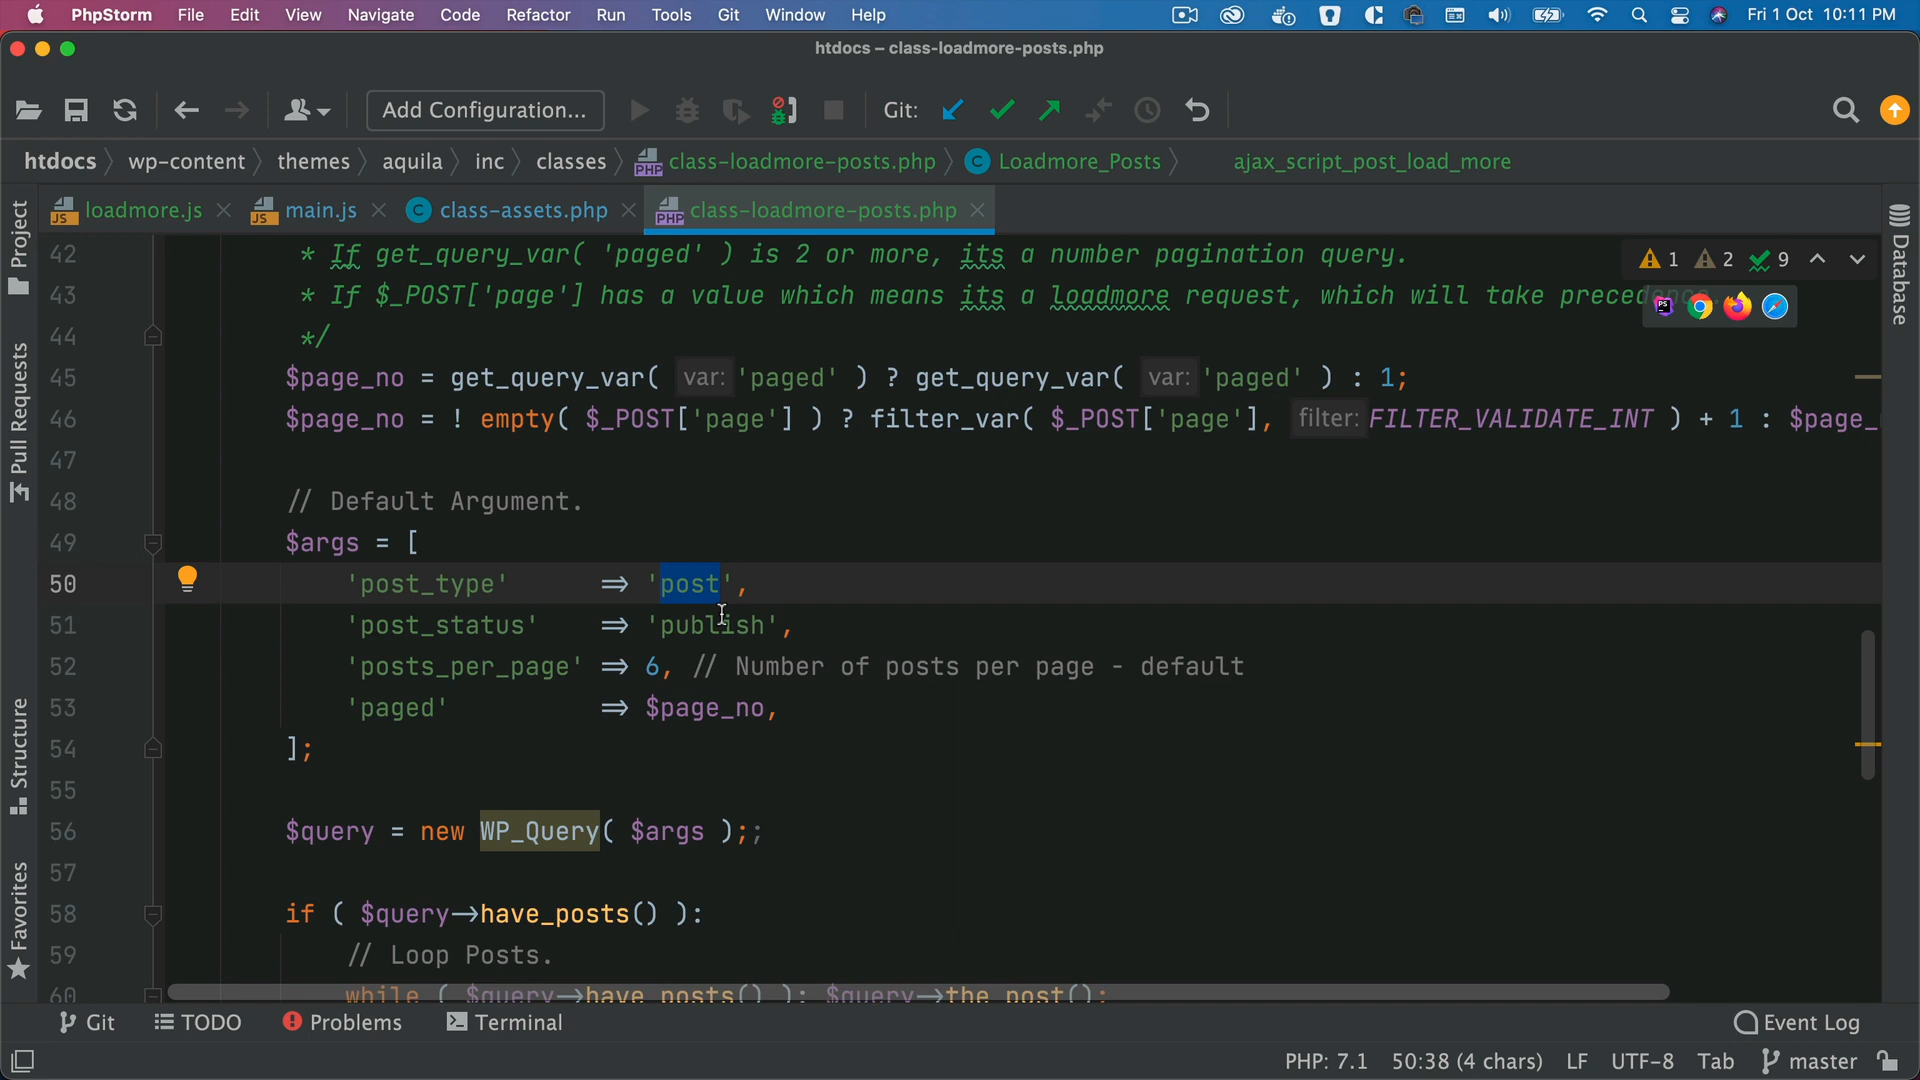 PhpStorm File Edit View Navigate Code Refactor Run Tools Git Window Help Fri 1 Oct 10:11 PM
htdocs – class-loadmore-posts.php
Add Configuration... Git:
htdocs wp-content themes aquila inc classes class-loadmore-posts.php Loadmore_Posts ajax_script_post_load_more
loadmore.js main.js class-assets.php class-loadmore-posts.php
Project
Pull Requests
Structure
Favorites
Database
1 2 9
42 * If get_query_var( 'paged' ) is 2 or more, its a number pagination query.
43 * If $_POST['page'] has a value which means its a loadmore request, which will take precedence.
44 */
45 $page_no = get_query_var( var: 'paged' ) ? get_query_var( var: 'paged' ) : 1;
46 $page_no = ! empty( $_POST['page'] ) ? filter_var( $_POST['page'], filter: FILTER_VALIDATE_INT ) + 1 : $page_
47
48 // Default Argument.
49 $args = [
50 'post_type' => 'post',
51 'post_status' => 'publish',
52 'posts_per_page' => 6, // Number of posts per page - default
53 'paged' => $page_no,
54 ];
55
56 $query = new WP_Query( $args );;
57
58 if ( $query->have_posts() ):
59 // Loop Posts.
60 while ( $query->have_posts() ): $query->the_post();
Git TODO Problems Terminal Event Log
PHP: 7.1 50:38 (4 chars) LF UTF-8 Tab master